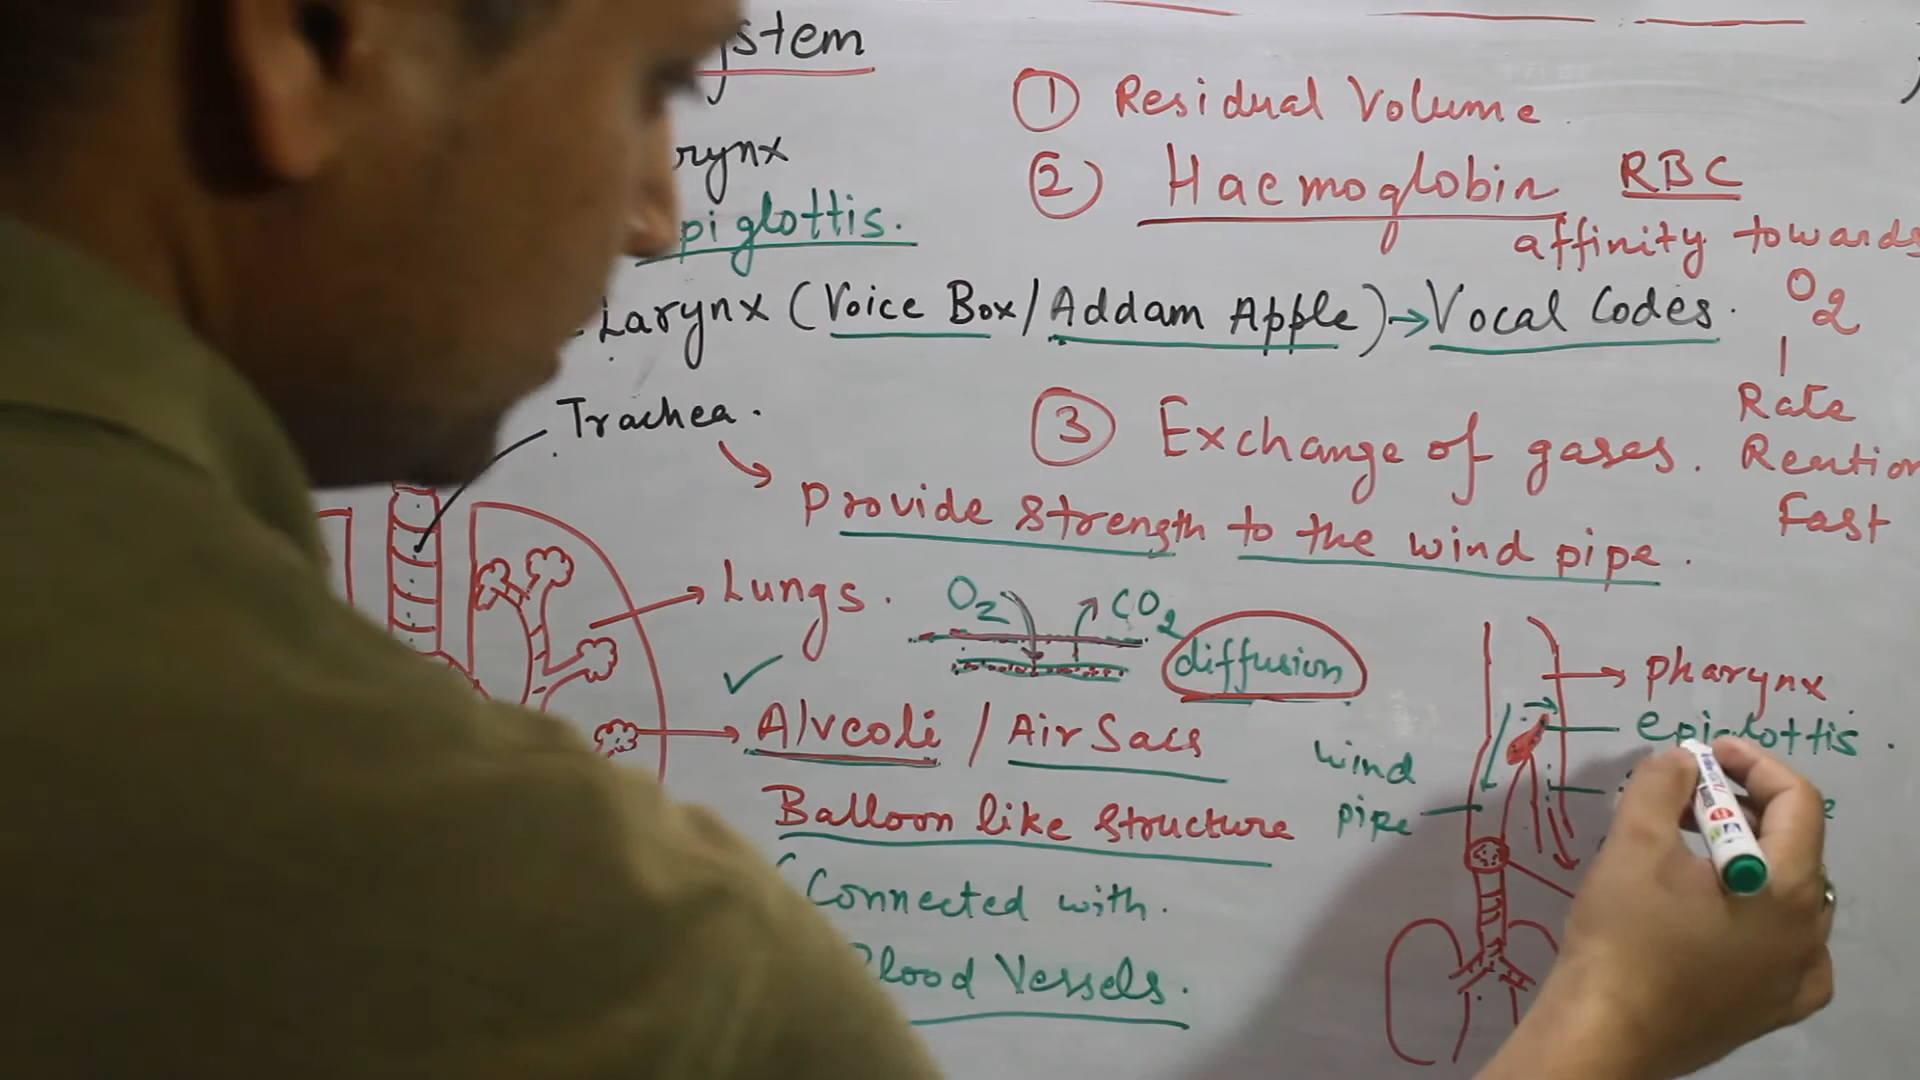 ystem
① Residual Volume.
rynx
② Haemoglobin RBC
piglottis.
affinity towards
O2
Larynx (Voice Box/Addam Apple)→Vocal Codes.
Rate
Trachea.
③ Exchange of gases.
Reation
Fast
Provide strength to the wind pipe.
Lungs.
O2 CO2
diffusion
Pharynx
epiglottis.
Alveoli / Air Sacs
wind
pipe
Balloon like structure
Connected with.
Blood Vessels.